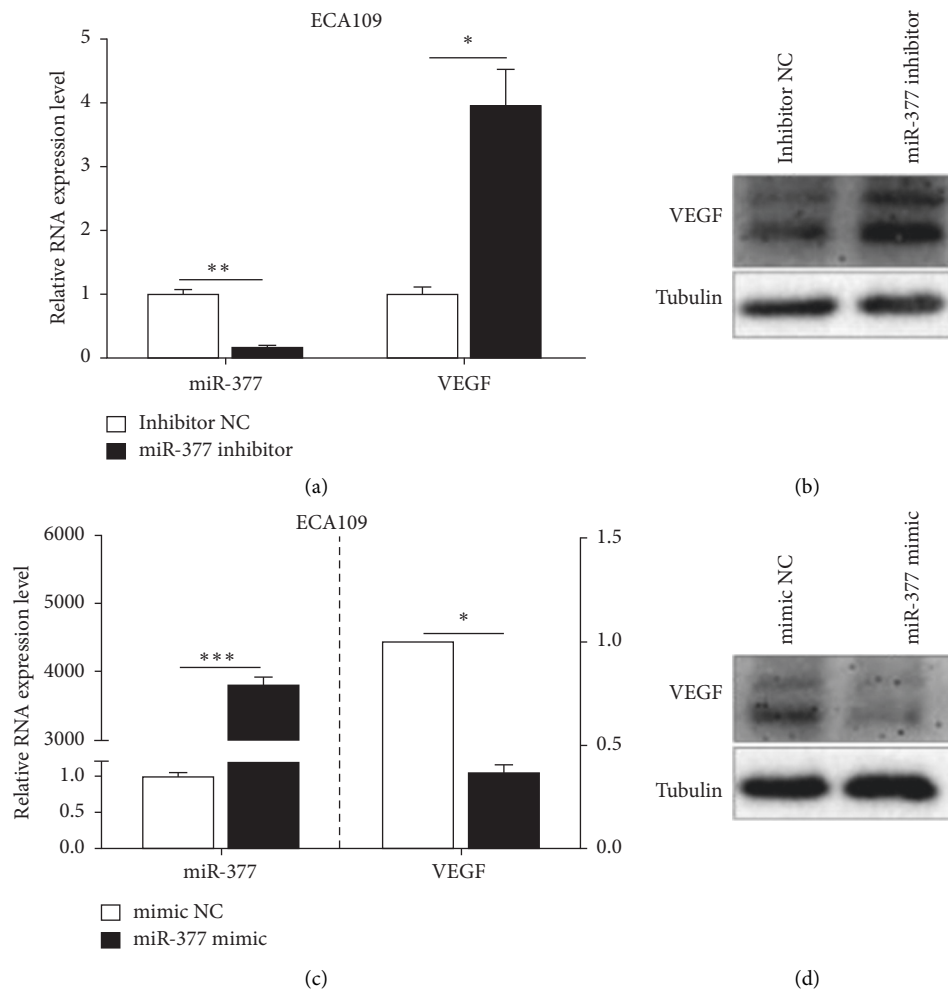 ECA109
Relative RNA expression level
5
4
3
2
1
0
**
*
miR-377
VEGF
Inhibitor NC
miR-377 inhibitor
(a)
Inhibitor NC
miR-377 inhibitor
VEGF
Tubulin
(b)
ECA109
Relative RNA expression level
6000
5000
4000
3000
1.0
0.5
0.0
***
*
1.5
1.0
0.5
0.0
miR-377
VEGF
mimic NC
miR-377 mimic
(c)
mimic NC
miR-377 mimic
VEGF
Tubulin
(d)